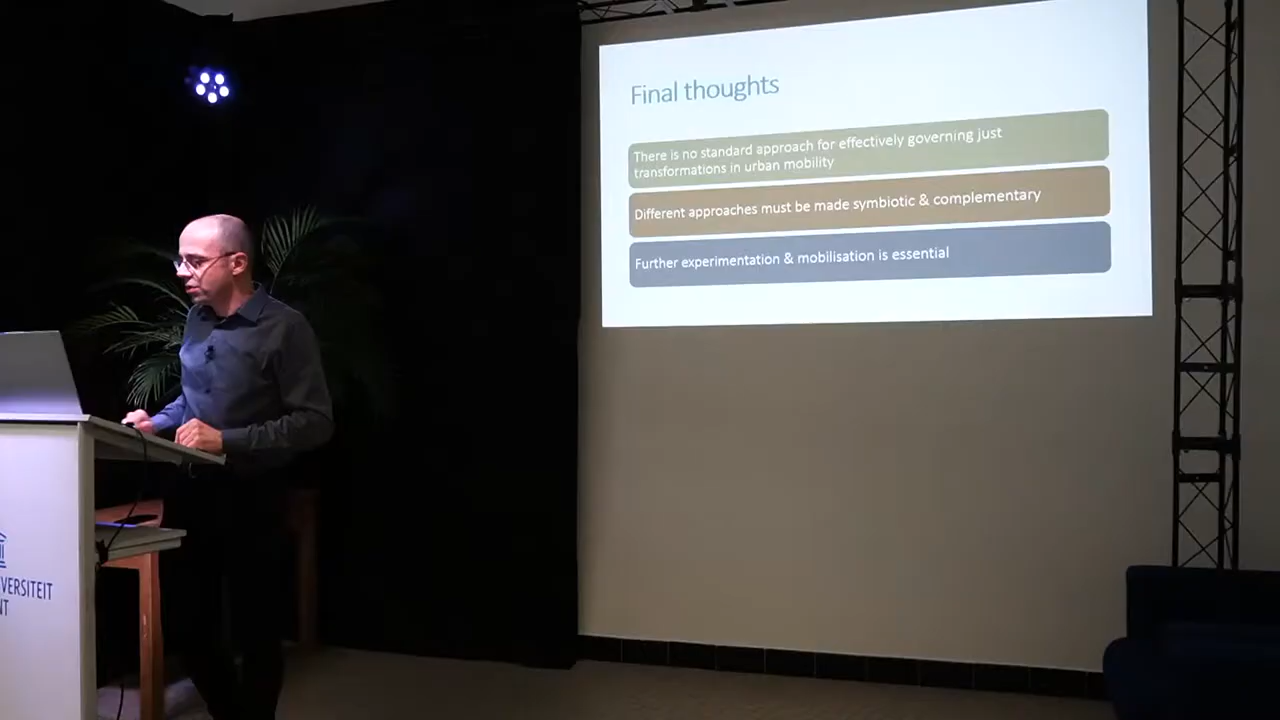 Final thoughts
There is no standard approach for effectively governing just
transformations in urban mobility
Different approaches must be made symbiotic & complementary
Further experimentation & mobilisation is essential
VERSITEIT
NT